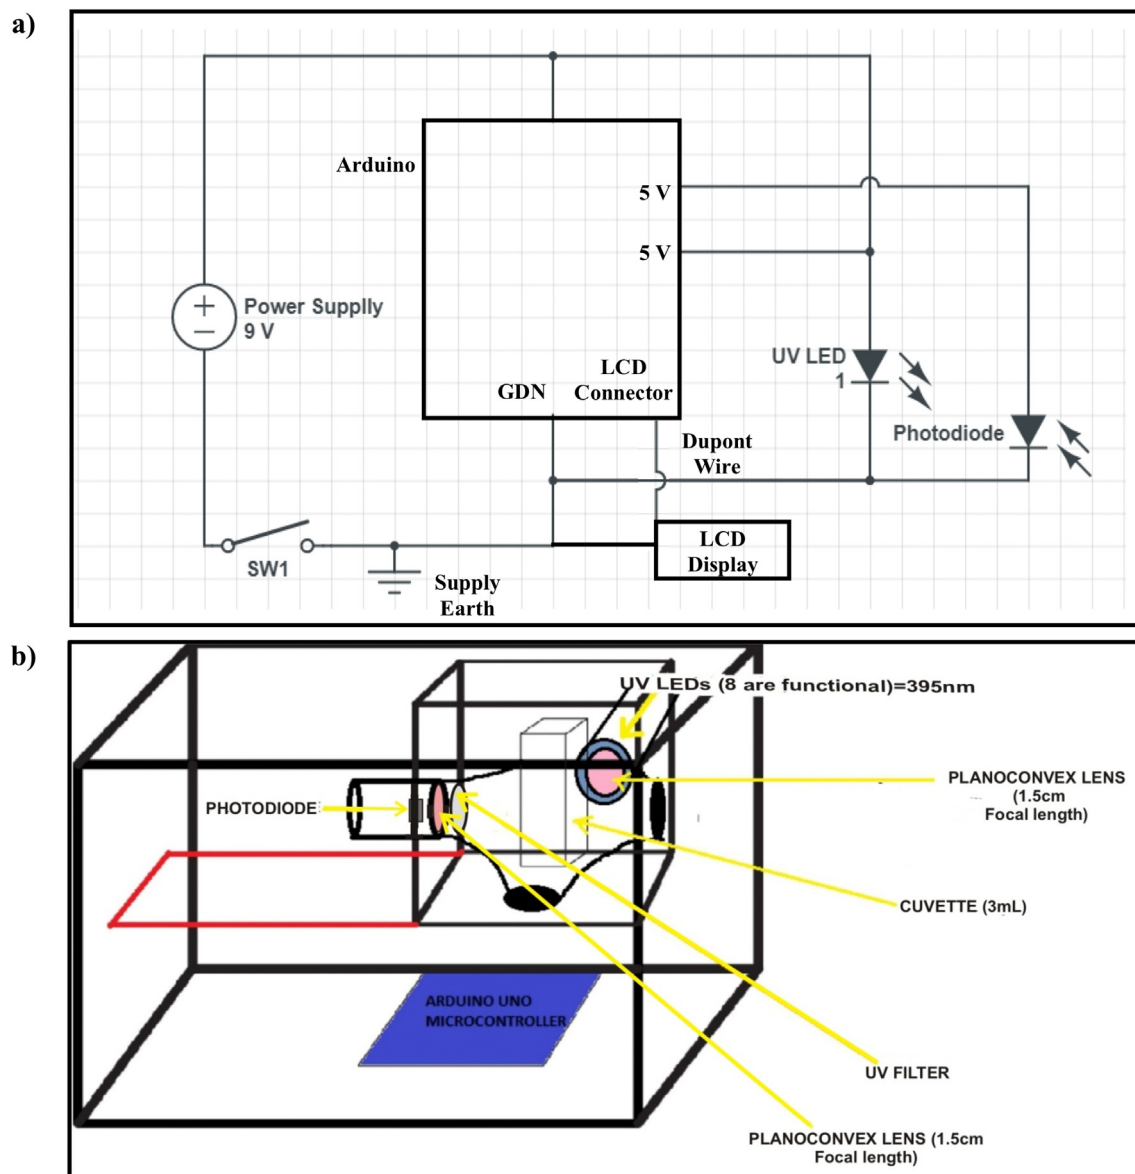 a)
Arduino
5 V
5 V
+
Power Supplly
9 V
–
UV LED
1
LCD
Connector
GDN
Photodiode
Dupont
Wire
LCD
Display
SW1
Supply
Earth
b)
UV LEDs (8 are functional)=395nm
PLANOCONVEX LENS
(1.5cm
Focal length)
PHOTODIODE
CUVETTE (3mL)
ARDUINO UNO
MICROCONTROLLER
UV FILTER
PLANOCONVEX LENS (1.5cm
Focal length)